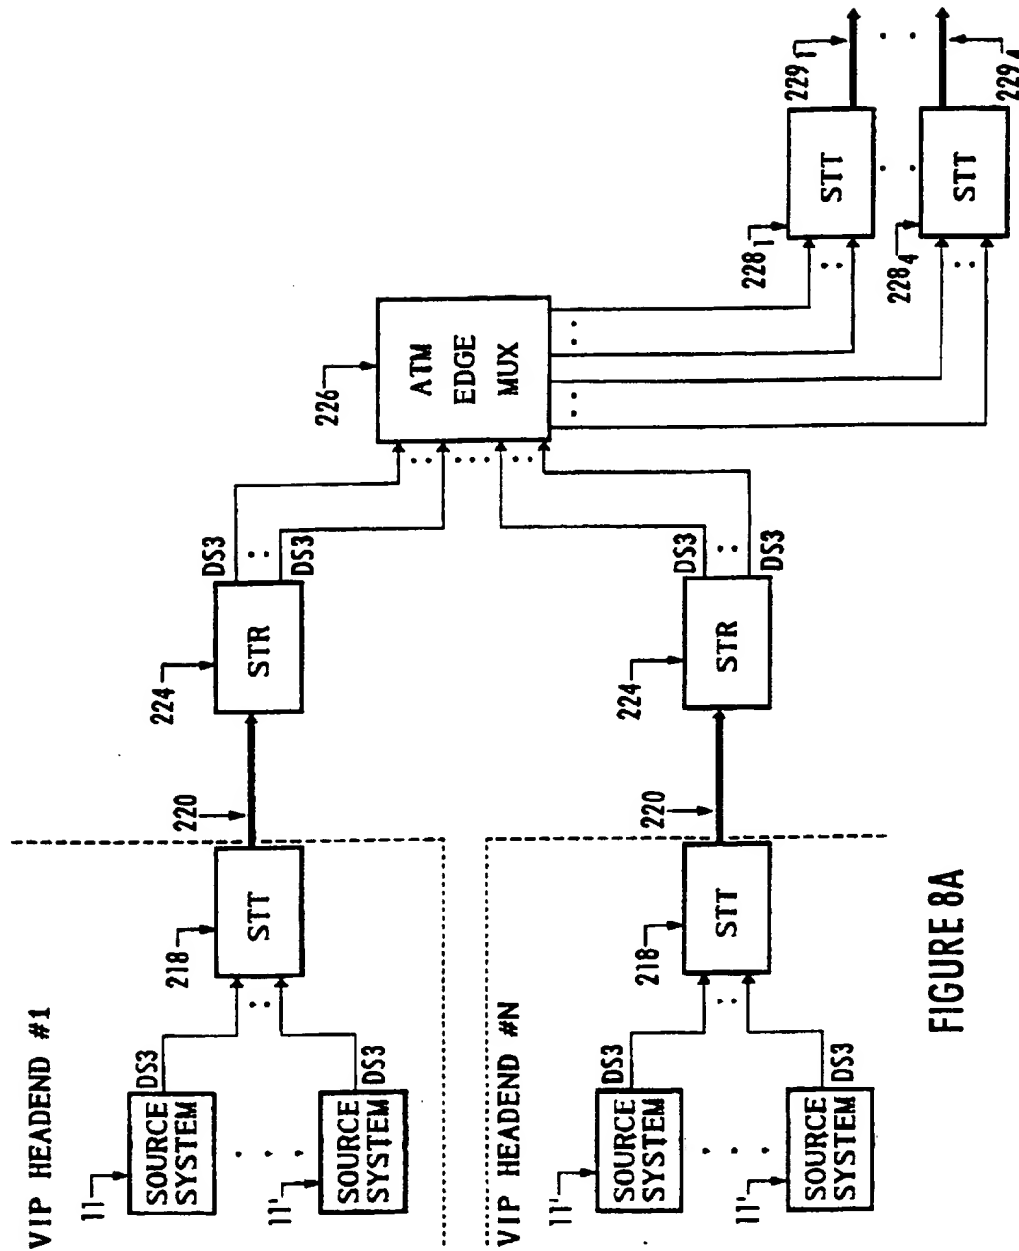 VIP HEADEND #1
11
SOURCE
SYSTEM
DS3
11'
SOURCE
SYSTEM
DS3
218
STT
220
224
STR
DS3
DS3
VIP HEADEND #N
11'
SOURCE
SYSTEM
DS3
11'
SOURCE
SYSTEM
DS3
218
STT
220
224
STR
DS3
DS3
226
ATM
EDGE
MUX
228₁
STT
229₁
228₄
STT
229₄
FIGURE 8A